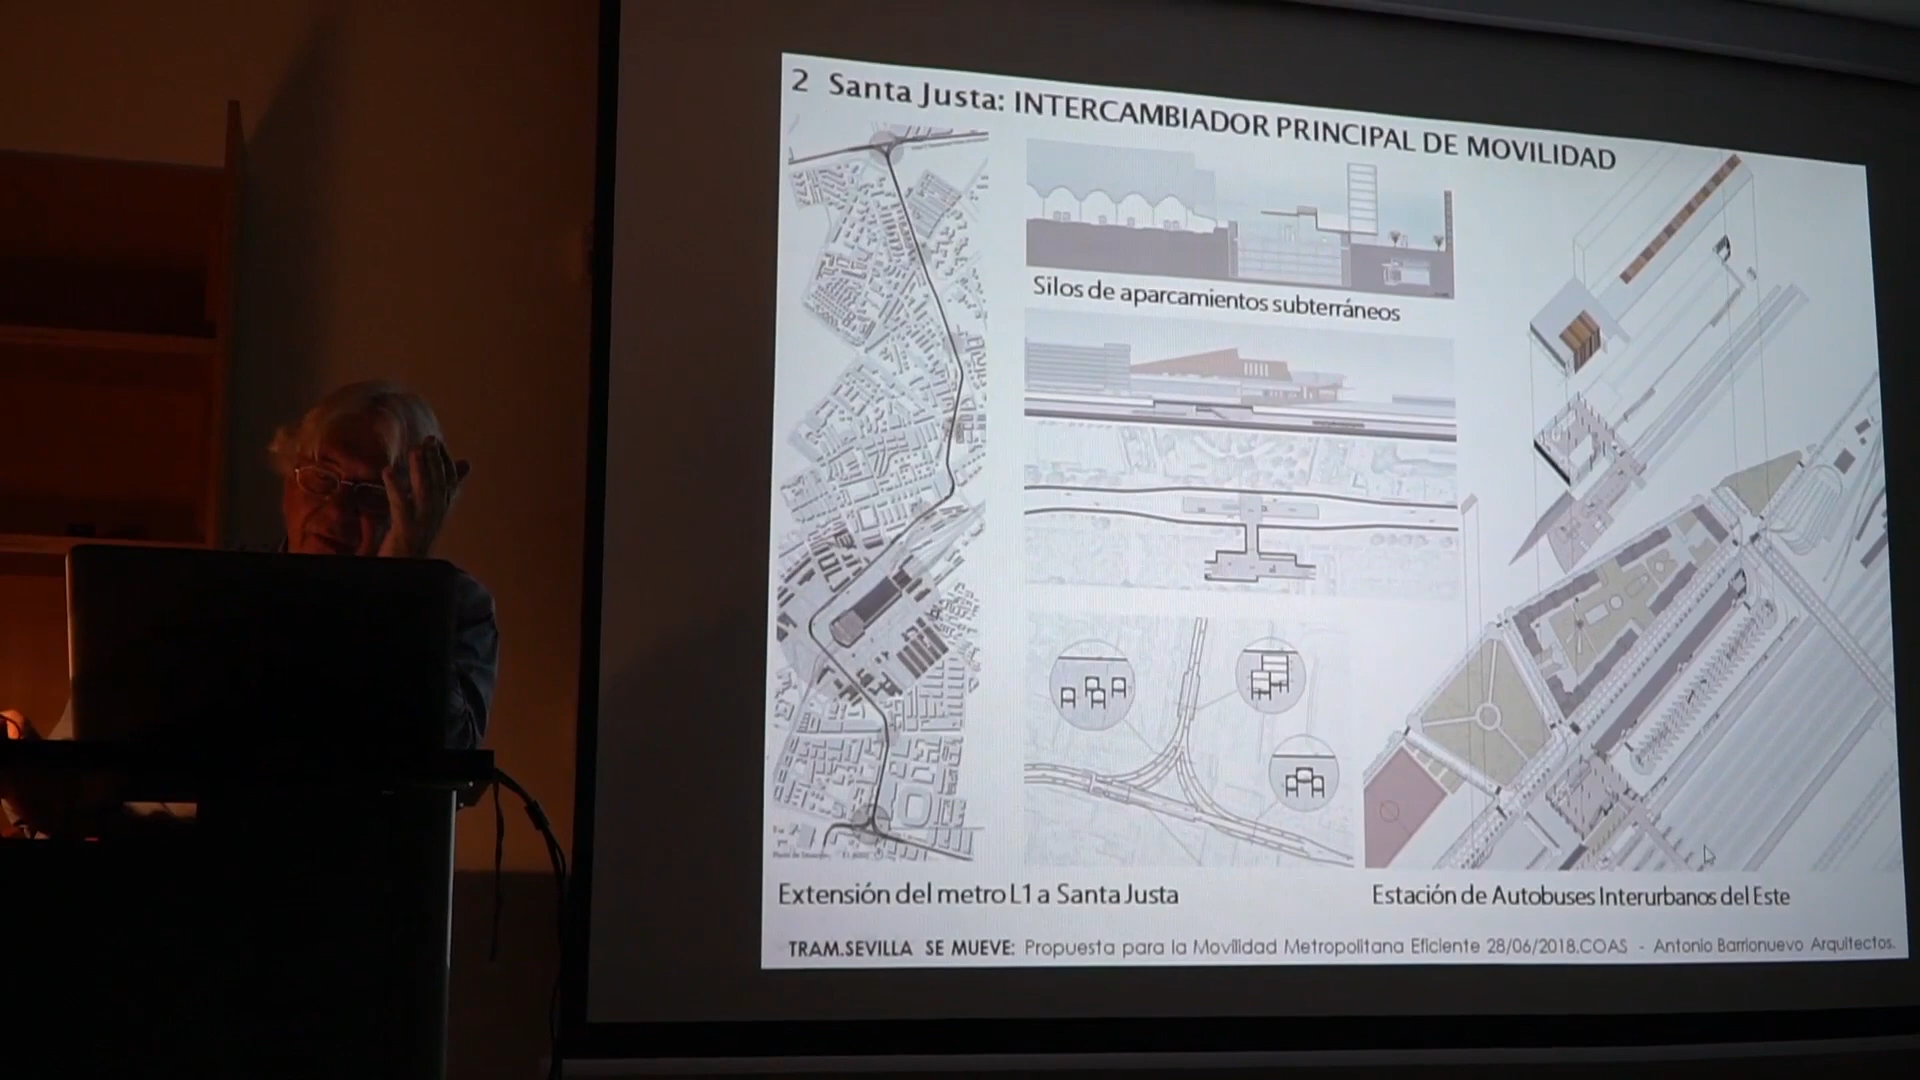 2 Santa Justa: INTERCAMBIADOR PRINCIPAL DE MOVILIDAD
Silos de aparcamientos subterráneos
Extensión del metro L1 a Santa Justa
Estación de Autobuses Interurbanos del Este
TRAM.SEVILLA SE MUEVE: Propuesta para la Movilidad Metropolitana Eficiente 28/06/2018.COAS - Antonio Barrionuevo Arquitectos.